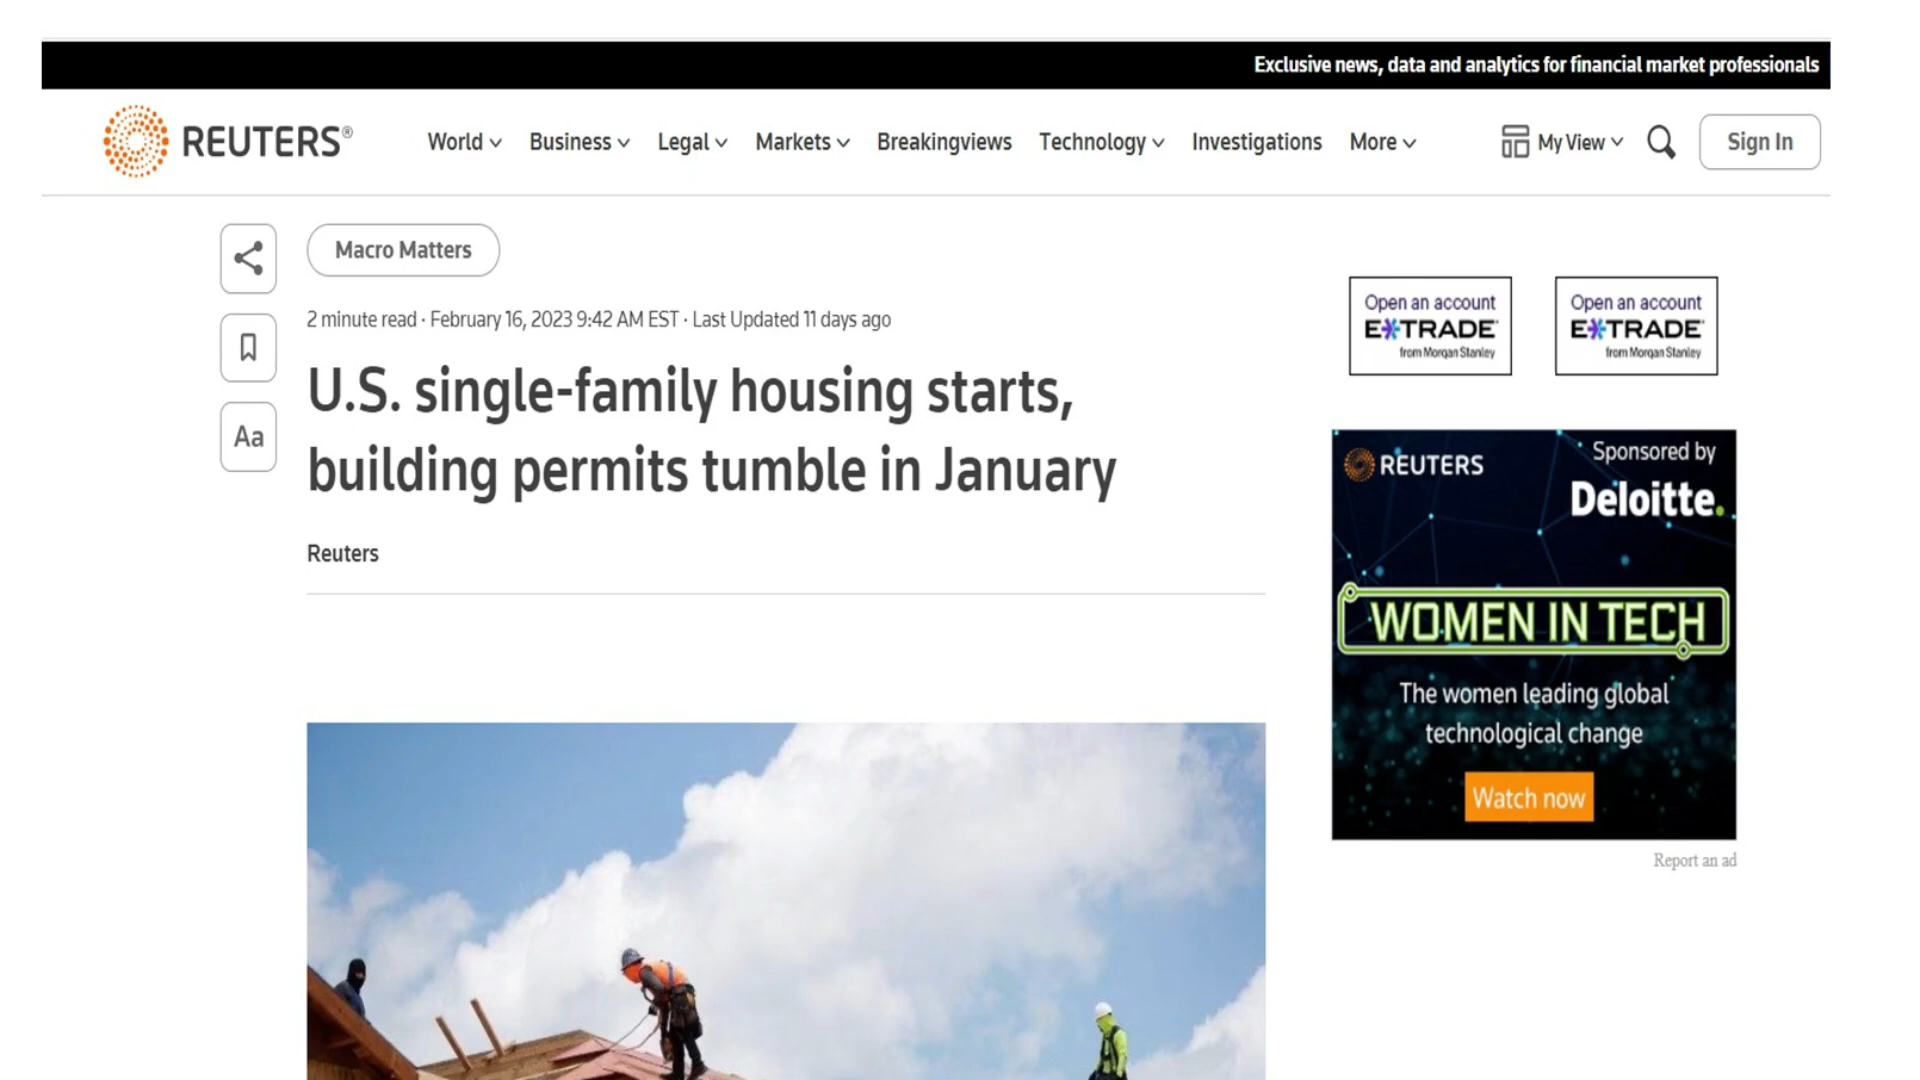 Exclusive news, data and analytics for financial market professionals
REUTERS®
World Business Legal Markets Breakingviews Technology Investigations More My View Sign In
Macro Matters
2 minute read · February 16, 2023 9:42 AM EST · Last Updated 11 days ago
Aa
U.S. single-family housing starts,
building permits tumble in January
Reuters
Open an account
E*TRADE
from Morgan Stanley
Open an account
E*TRADE
from Morgan Stanley
REUTERS
Sponsored by
Deloitte.
WOMEN IN TECH
The women leading global
technological change
Watch now
Report an ad